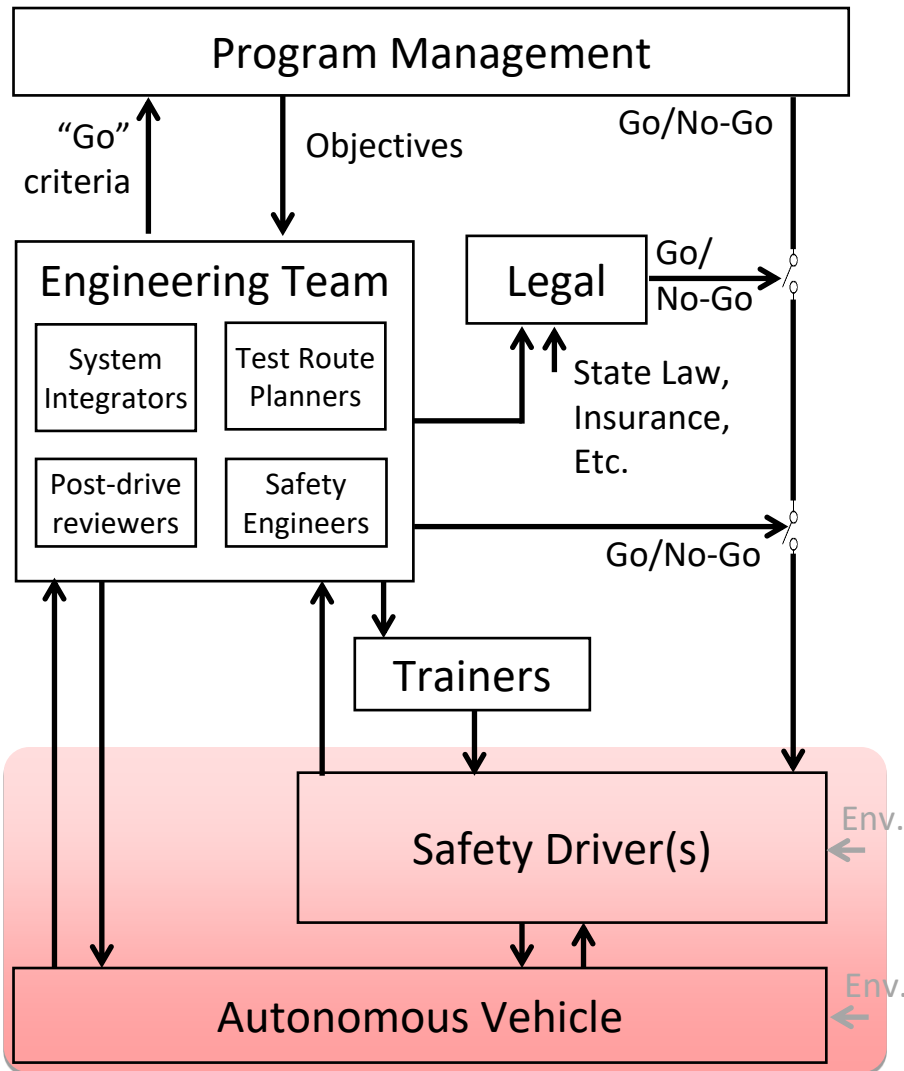 Program Management
“Go”
criteria
Objectives
Go/No-Go
Engineering Team
System
Integrators
Test Route
Planners
Post-drive
reviewers
Safety
Engineers
Legal
Go/
No-Go
State Law,
Insurance,
Etc.
Go/No-Go
Trainers
Safety Driver(s)
Env.
Autonomous Vehicle
Env.